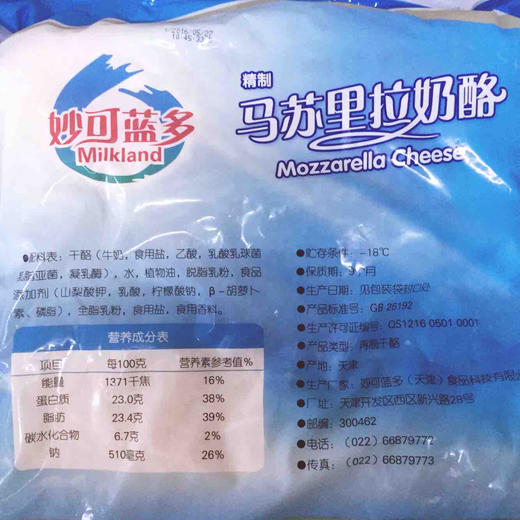 2016
精制
马苏里拉奶酪
Mozzarella Cheese
妙可蓝多
Milkland
配料表：干酪（牛奶，食用盐，乙酸，乳酸乳球菌
乳脂亚菌，凝乳酶），水，植物油，脱脂乳粉，食品
添加剂（山梨酸钾，乳酸，柠檬酸钠，β-胡萝卜
素，磷脂），全脂乳粉，食用盐，食用香料。
营养成分表
项目 每100克 营养素参考值%
能量 1371千焦 16%
蛋白质 23.0克 38%
脂肪 23.4克 39%
碳水化合物 6.7克 2%
钠 510毫克 26%
●贮存条件：-18℃
●保质期：个月
●生产日期：见包装袋封口处
●产品标准号：GB 25192
●生产许可证编号：QS1216 0501 0001
●产品类型：再制干酪
●产地：天津
●生产厂家：妙可蓝多（天津）食品科技有限公司
●厂址：天津开发区西区新兴路28号
●邮编：300462
●电话：（022）66879772
●传真：（022）66879773